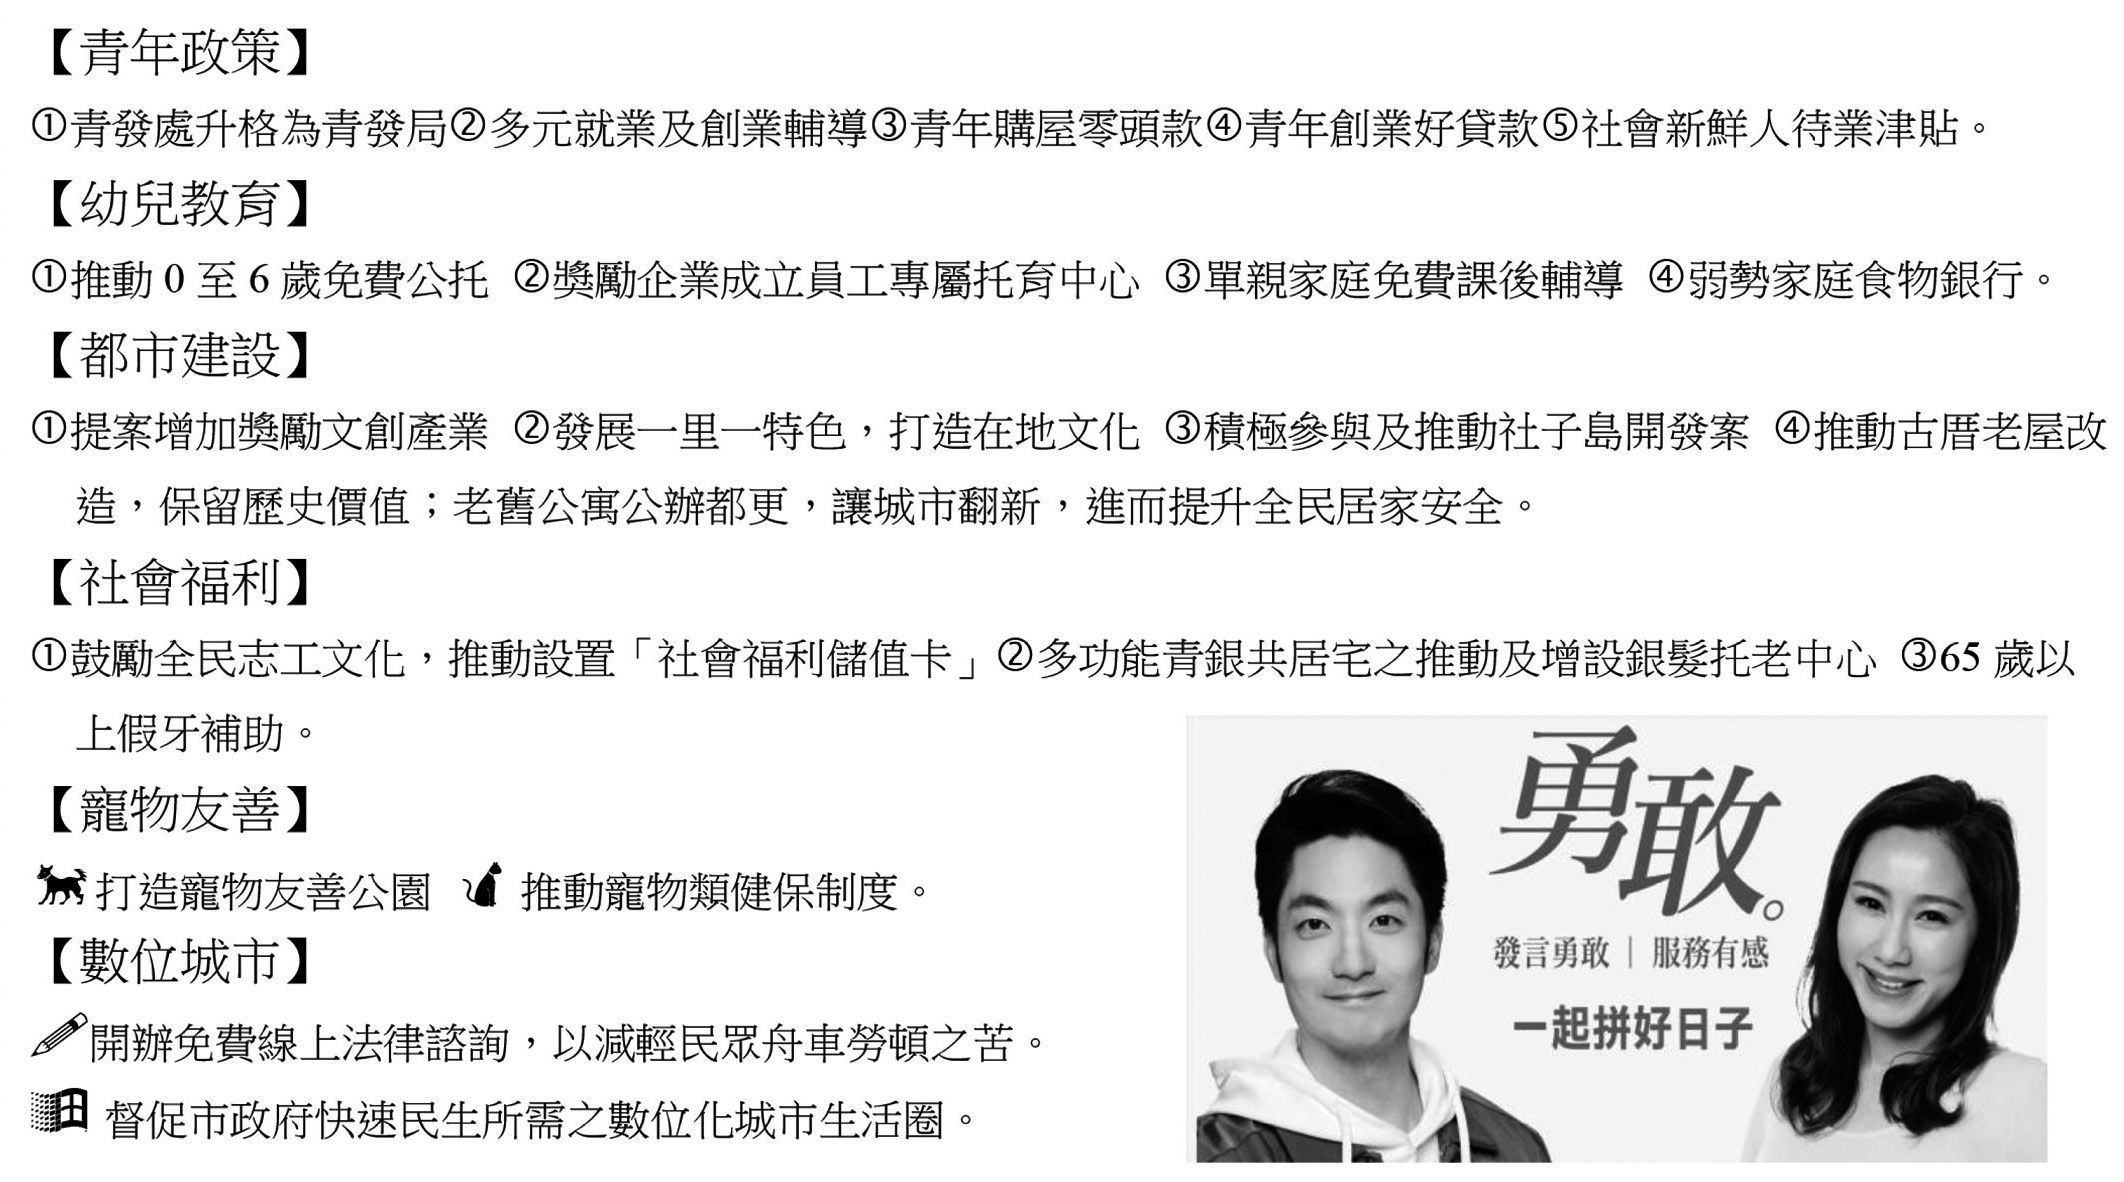 【青年政策】
①青發處升格為青發局②多元就業及創業輔導③青年購屋零頭款④青年創業好貸款⑤社會新鮮人待業津貼。
【幼兒教育】
①推動 0 至 6 歲免費公托 ②獎勵企業成立員工專屬托育中心 ③單親家庭免費課後輔導 ④弱勢家庭食物銀行。
【都市建設】
①提案增加獎勵文創產業 ②發展一里一特色，打造在地文化 ③積極參與及推動社子島開發案 ④推動古厝老屋改
造，保留歷史價值；老舊公寓公辦都更，讓城市翻新，進而提升全民居家安全。
【社會福利】
①鼓勵全民志工文化，推動設置「社會福利儲值卡」②多功能青銀共居宅之推動及增設銀髮托老中心 ③65 歲以
上假牙補助。
【寵物友善】
打造寵物友善公園 推動寵物類健保制度。
【數位城市】
開辦免費線上法律諮詢，以減輕民眾舟車勞頓之苦。
督促市政府快速民生所需之數位化城市生活圈。
勇敢。
發言勇敢｜服務有感
一起拼好日子